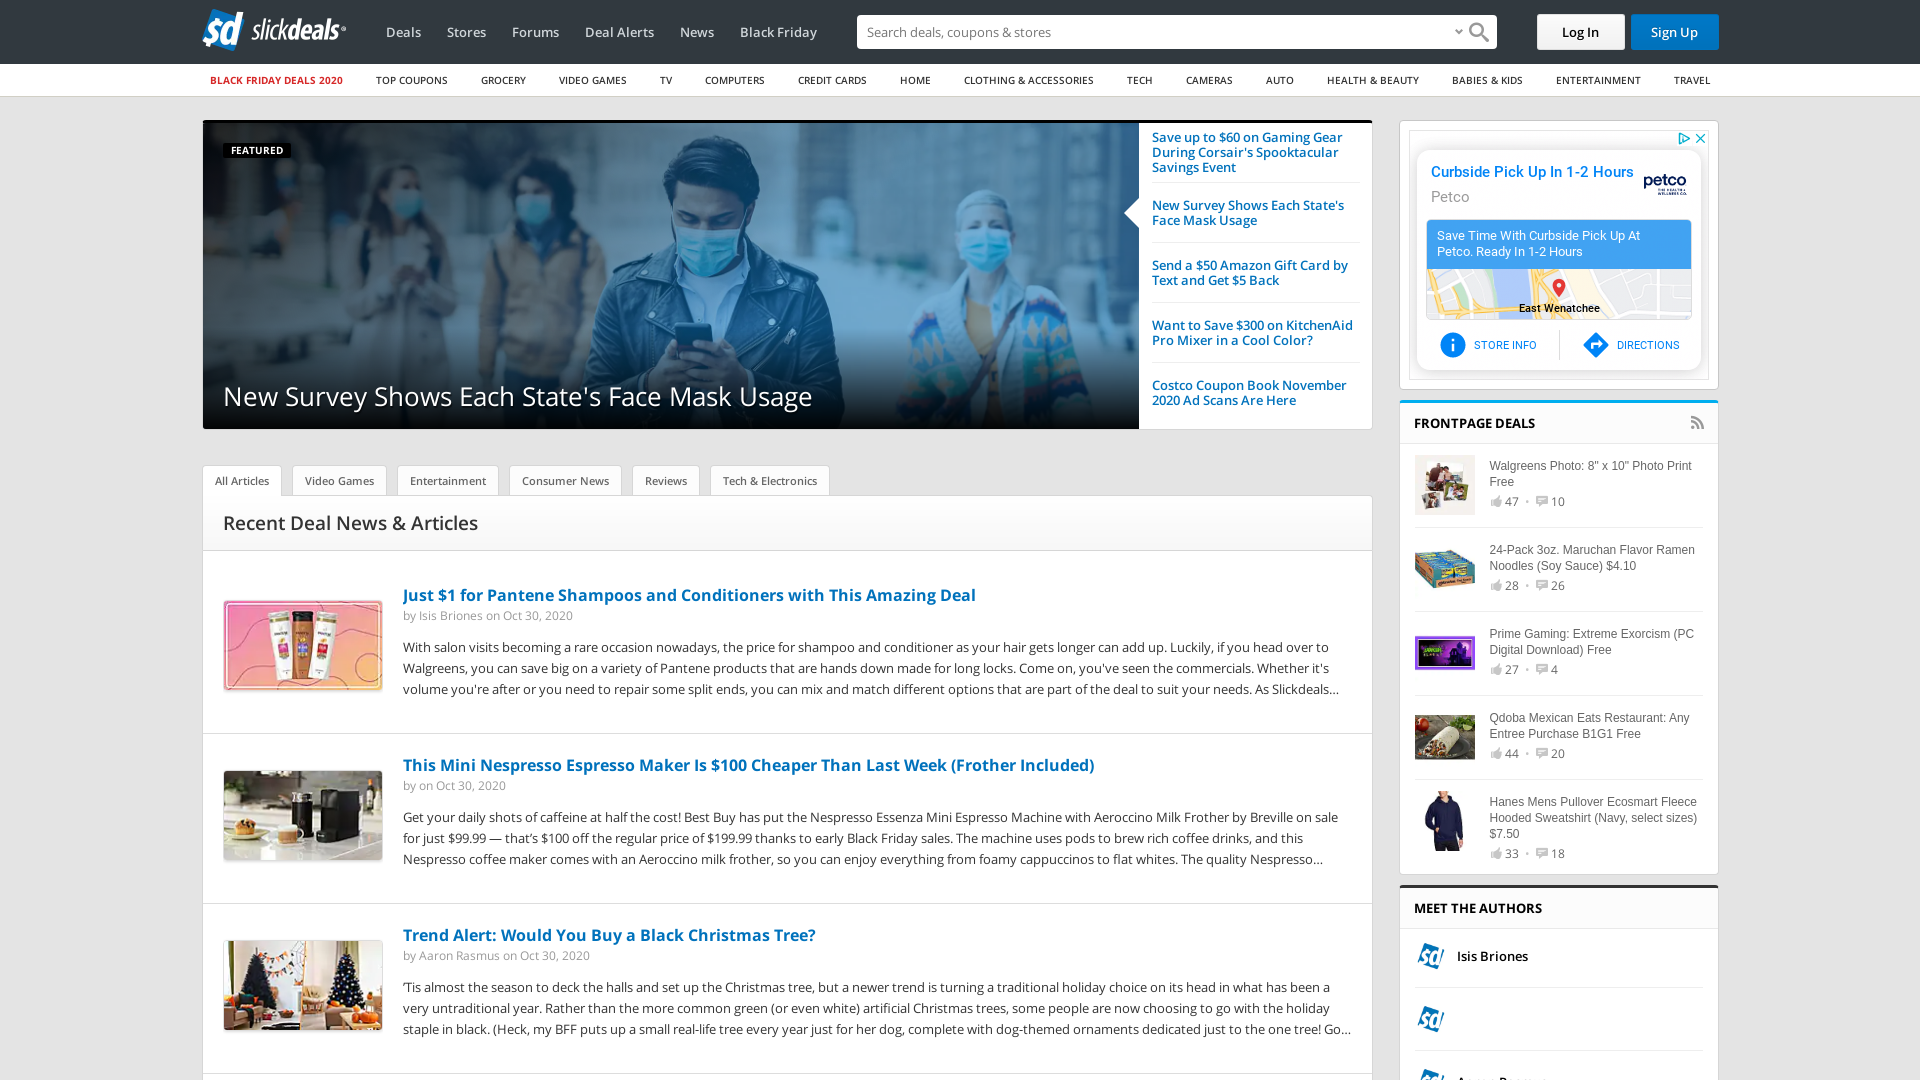 sd slickdeals®
Deals
Stores
Forums
Deal Alerts
News
Black Friday
Search deals, coupons & stores
Log In
Sign Up
BLACK FRIDAY DEALS 2020
TOP COUPONS
GROCERY
VIDEO GAMES
TV
COMPUTERS
CREDIT CARDS
HOME
CLOTHING & ACCESSORIES
TECH
CAMERAS
AUTO
HEALTH & BEAUTY
BABIES & KIDS
ENTERTAINMENT
TRAVEL
FEATURED
New Survey Shows Each State's Face Mask Usage
Save up to $60 on Gaming Gear
During Corsair's Spooktacular
Savings Event
New Survey Shows Each State's
Face Mask Usage
Send a $50 Amazon Gift Card by
Text and Get $5 Back
Want to Save $300 on KitchenAid
Pro Mixer in a Cool Color?
Costco Coupon Book November
2020 Ad Scans Are Here
All Articles
Video Games
Entertainment
Consumer News
Reviews
Tech & Electronics
Recent Deal News & Articles
Just $1 for Pantene Shampoos and Conditioners with This Amazing Deal
by Isis Briones on Oct 30, 2020
With salon visits becoming a rare occasion nowadays, the price for shampoo and conditioner as your hair gets longer can add up. Luckily, if you head over to
Walgreens, you can save big on a variety of Pantene products that are hands down made for long locks. Come on, you've seen the commercials. Whether it's
volume you're after or you need to repair some split ends, you can mix and match different options that are part of the deal to suit your needs. As Slickdeals…
This Mini Nespresso Espresso Maker Is $100 Cheaper Than Last Week (Frother Included)
by on Oct 30, 2020
Get your daily shots of caffeine at half the cost! Best Buy has put the Nespresso Essenza Mini Espresso Machine with Aeroccino Milk Frother by Breville on sale
for just $99.99 — that’s $100 off the regular price of $199.99 thanks to early Black Friday sales. The machine uses pods to brew rich coffee drinks, and this
Nespresso coffee maker comes with an Aeroccino milk frother, so you can enjoy everything from foamy cappuccinos to flat whites. The quality Nespresso…
Trend Alert: Would You Buy a Black Christmas Tree?
by Aaron Rasmus on Oct 30, 2020
’Tis almost the season to deck the halls and set up the Christmas tree, but a newer trend is turning a traditional holiday choice on its head in what has been a
very untraditional year. Rather than the more common green (or even white) artificial Christmas trees, some people are now choosing to go with the holiday
staple in black. (Heck, my BFF puts up a small real-life tree every year just for her dog, complete with dog-themed ornaments dedicated just to the one tree! Go…
Curbside Pick Up In 1-2 Hours
Petco
petco
Save Time With Curbside Pick Up At
Petco. Ready In 1-2 Hours
East Wenatchee
STORE INFO
DIRECTIONS
FRONTPAGE DEALS
Walgreens Photo: 8" x 10" Photo Print
Free
47 • 10
24-Pack 3oz. Maruchan Flavor Ramen
Noodles (Soy Sauce) $4.10
28 • 26
Prime Gaming: Extreme Exorcism (PC
Digital Download) Free
27 • 4
Qdoba Mexican Eats Restaurant: Any
Entree Purchase B1G1 Free
44 • 20
Hanes Mens Pullover Ecosmart Fleece
Hooded Sweatshirt (Navy, select sizes)
$7.50
33 • 18
MEET THE AUTHORS
sd Isis Briones
sd